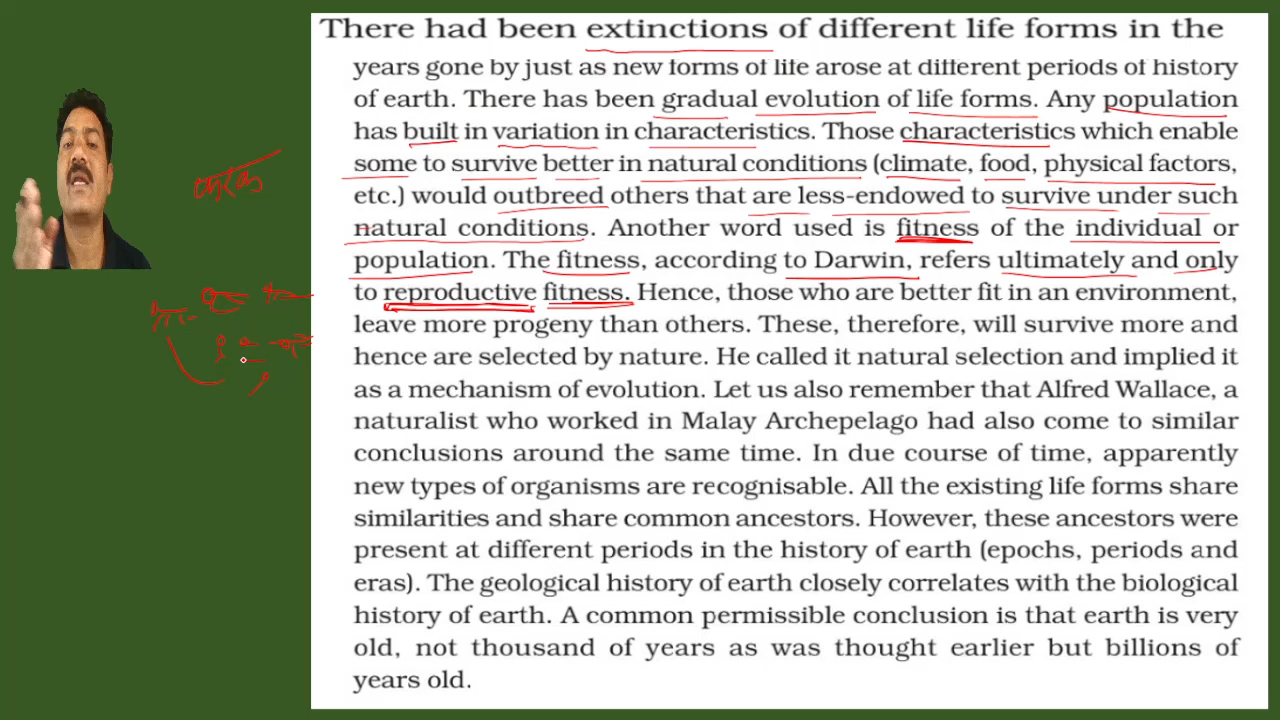 There had been extinctions of different life forms in the
years gone by just as new forms of life arose at different periods of history
of earth. There has been gradual evolution of life forms. Any population
has built in variation in characteristics. Those characteristics which enable
some to survive better in natural conditions (climate, food, physical factors,
etc.) would outbreed others that are less-endowed to survive under such
natural conditions. Another word used is fitness of the individual or
population. The fitness, according to Darwin, refers ultimately and only
to reproductive fitness. Hence, those who are better fit in an environment,
leave more progeny than others. These, therefore, will survive more and
hence are selected by nature. He called it natural selection and implied it
as a mechanism of evolution. Let us also remember that Alfred Wallace, a
naturalist who worked in Malay Archepelago had also come to similar
conclusions around the same time. In due course of time, apparently
new types of organisms are recognisable. All the existing life forms share
similarities and share common ancestors. However, these ancestors were
present at different periods in the history of earth (epochs, periods and
eras). The geological history of earth closely correlates with the biological
history of earth. A common permissible conclusion is that earth is very
old, not thousand of years as was thought earlier but billions of
years old.